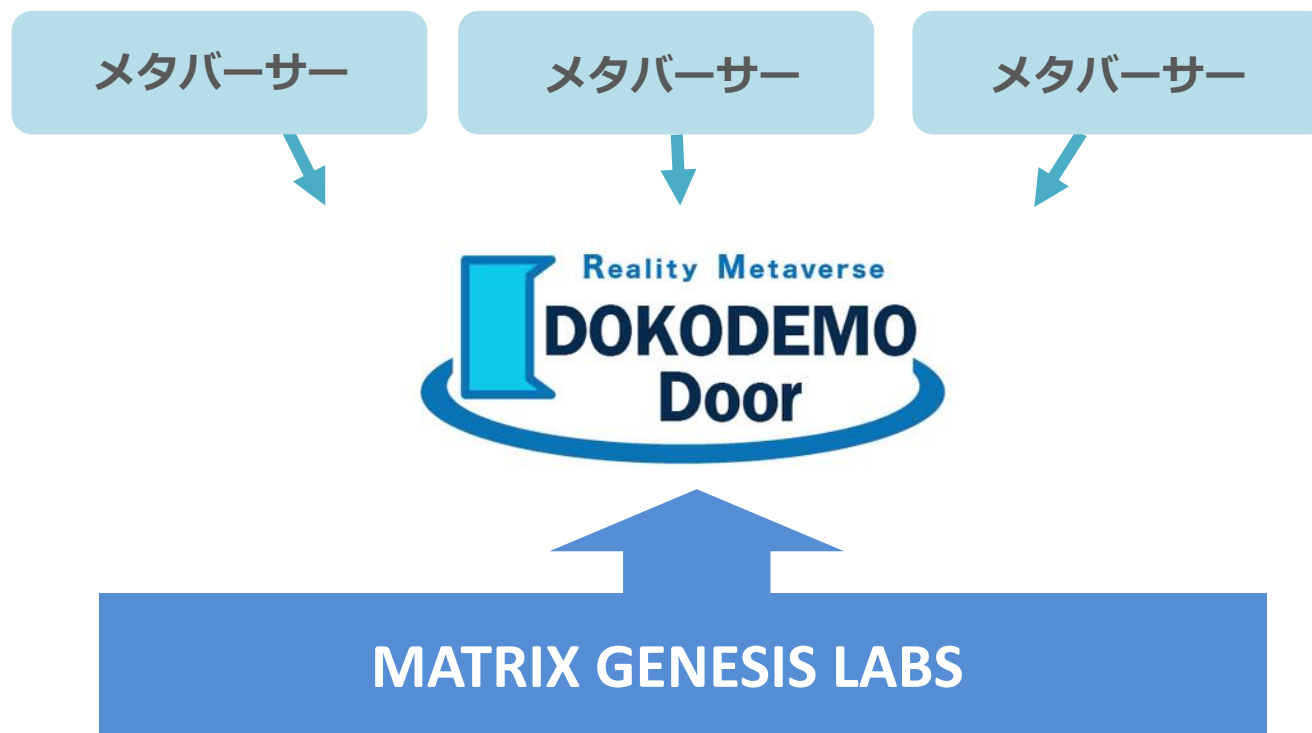 メタバーサー
メタバーサー
メタバーサー
Reality Metaverse
DOKODEMO
Door
MATRIX GENESIS LABS